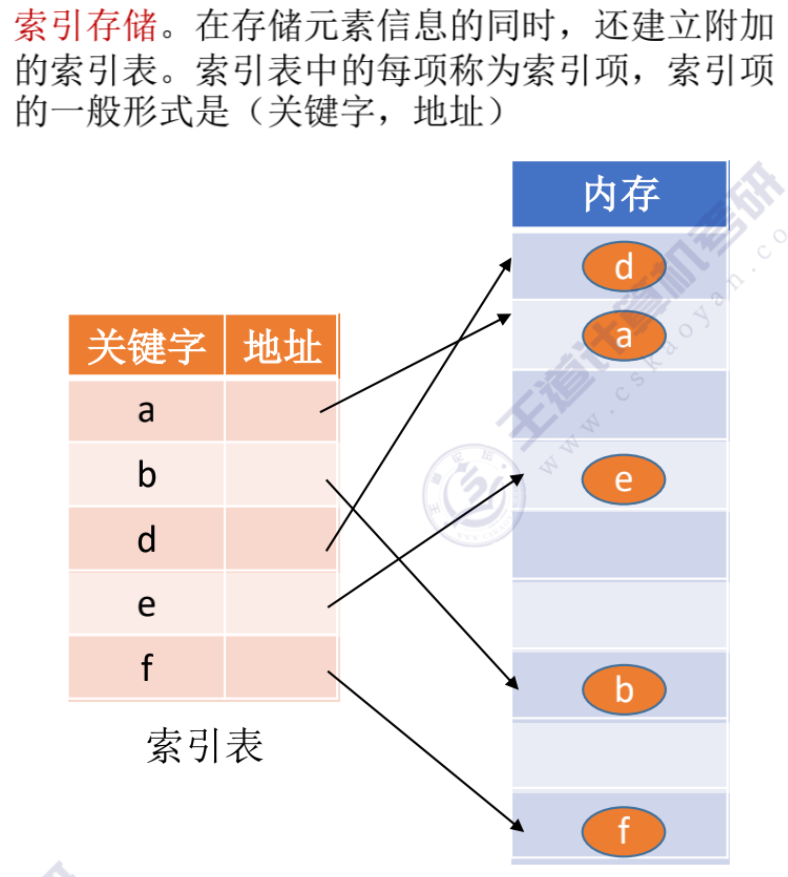 索引存储。在存储元素信息的同时，还建立附加
的索引表。索引表中的每项称为索引项，索引项
的一般形式是（关键字，地址）
内存
d
a
e
b
f
关键字 地址
a
b
d
e
f
索引表
王道计算机考研
www.cskaoyan.co